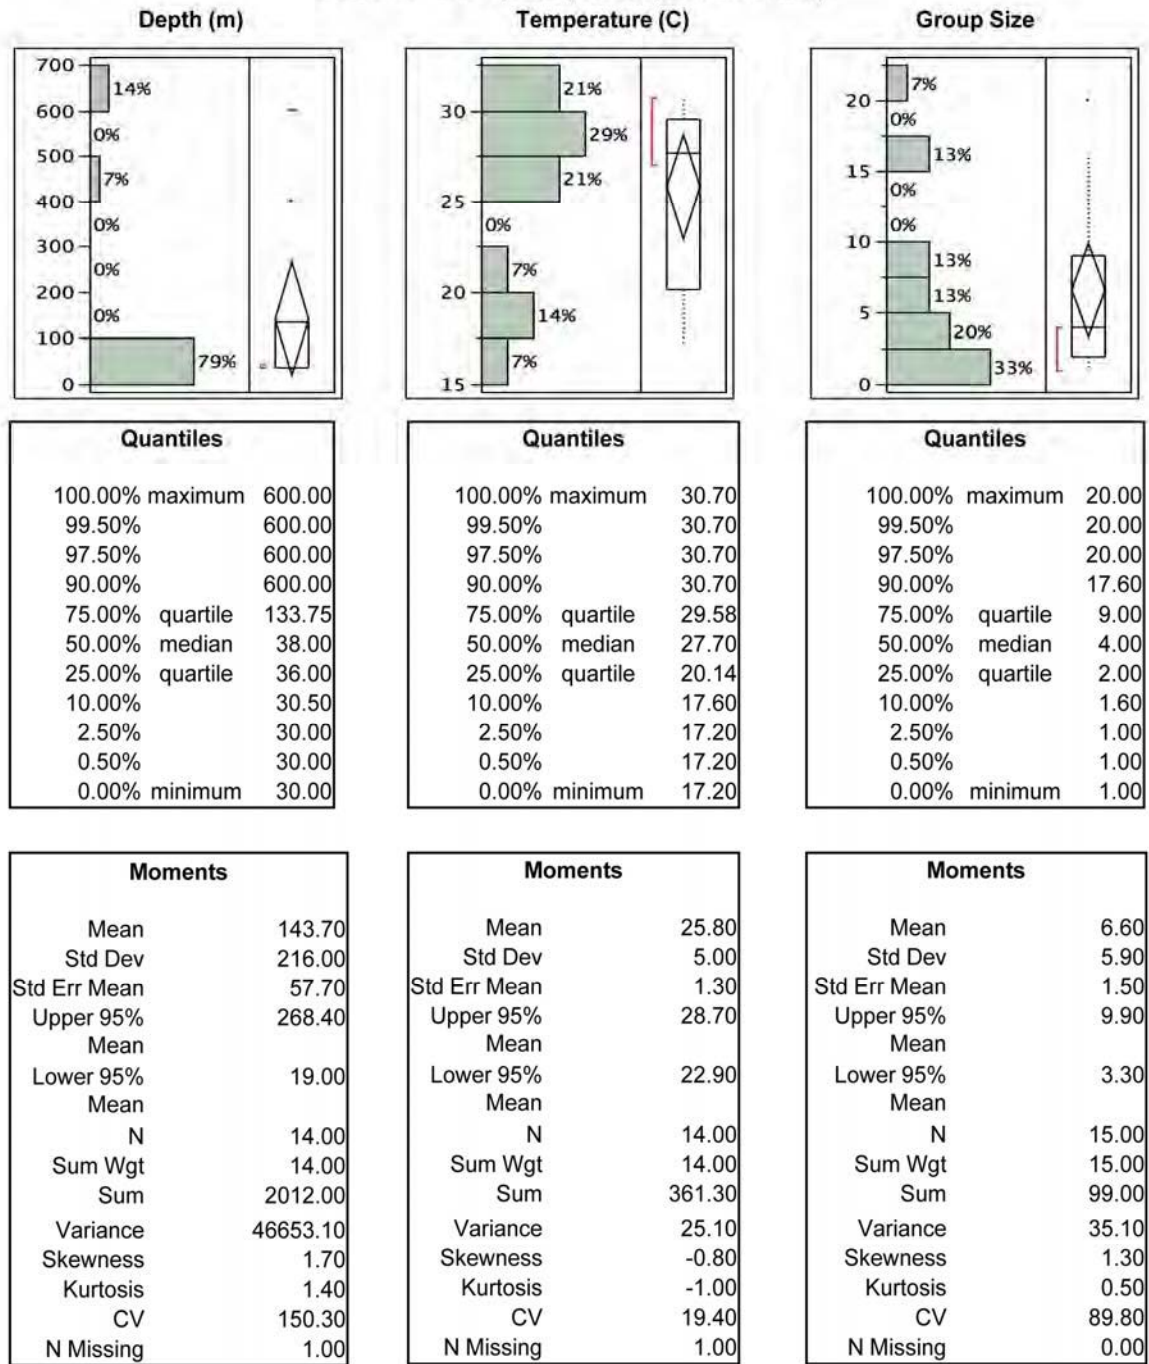 Depth (m)
700
600
500
400
300
200
100
0
14%
0%
7%
0%
0%
0%
79%
Temperature (C)
30
25
20
15
21%
29%
21%
0%
7%
14%
7%
Group Size
20
15
10
5
0
7%
0%
13%
0%
0%
13%
13%
20%
33%
Quantiles
100.00% maximum 600.00
99.50% 600.00
97.50% 600.00
90.00% 600.00
75.00% quartile 133.75
50.00% median 38.00
25.00% quartile 36.00
10.00% 30.50
2.50% 30.00
0.50% 30.00
0.00% minimum 30.00
Quantiles
100.00% maximum 30.70
99.50% 30.70
97.50% 30.70
90.00% 30.70
75.00% quartile 29.58
50.00% median 27.70
25.00% quartile 20.14
10.00% 17.60
2.50% 17.20
0.50% 17.20
0.00% minimum 17.20
Quantiles
100.00% maximum 20.00
99.50% 20.00
97.50% 20.00
90.00% 17.60
75.00% quartile 9.00
50.00% median 4.00
25.00% quartile 2.00
10.00% 1.60
2.50% 1.00
0.50% 1.00
0.00% minimum 1.00
Moments
Mean 143.70
Std Dev 216.00
Std Err Mean 57.70
Upper 95% 268.40
Mean
Lower 95% 19.00
Mean
N 14.00
Sum Wgt 14.00
Sum 2012.00
Variance 46653.10
Skewness 1.70
Kurtosis 1.40
CV 150.30
N Missing 1.00
Moments
Mean 25.80
Std Dev 5.00
Std Err Mean 1.30
Upper 95% 28.70
Mean
Lower 95% 22.90
Mean
N 14.00
Sum Wgt 14.00
Sum 361.30
Variance 25.10
Skewness -0.80
Kurtosis -1.00
CV 19.40
N Missing 1.00
Moments
Mean 6.60
Std Dev 5.90
Std Err Mean 1.50
Upper 95% 9.90
Mean
Lower 95% 3.30
Mean
N 15.00
Sum Wgt 15.00
Sum 99.00
Variance 35.10
Skewness 1.30
Kurtosis 0.50
CV 89.80
N Missing 0.00